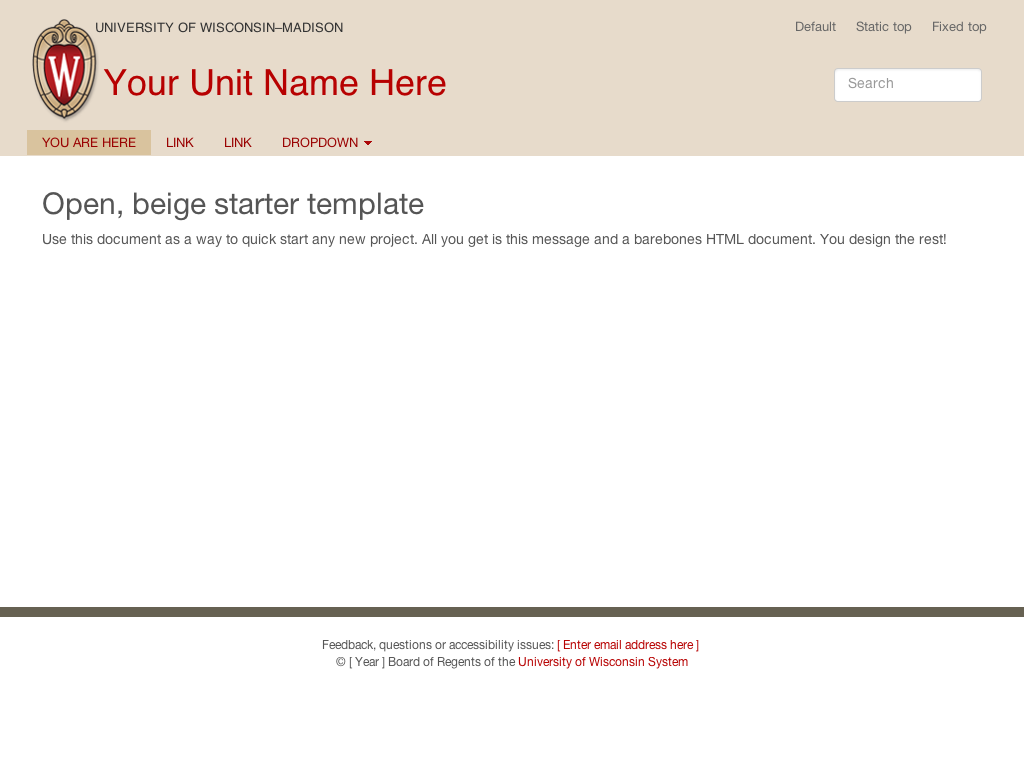 UNIVERSITY OF WISCONSIN–MADISON
Default Static top Fixed top
W
Your Unit Name Here
Search
YOU ARE HERE LINK LINK DROPDOWN
Open, beige starter template
Use this document as a way to quick start any new project. All you get is this message and a barebones HTML document. You design the rest!
Feedback, questions or accessibility issues: [ Enter email address here ]
© [ Year ] Board of Regents of the University of Wisconsin System